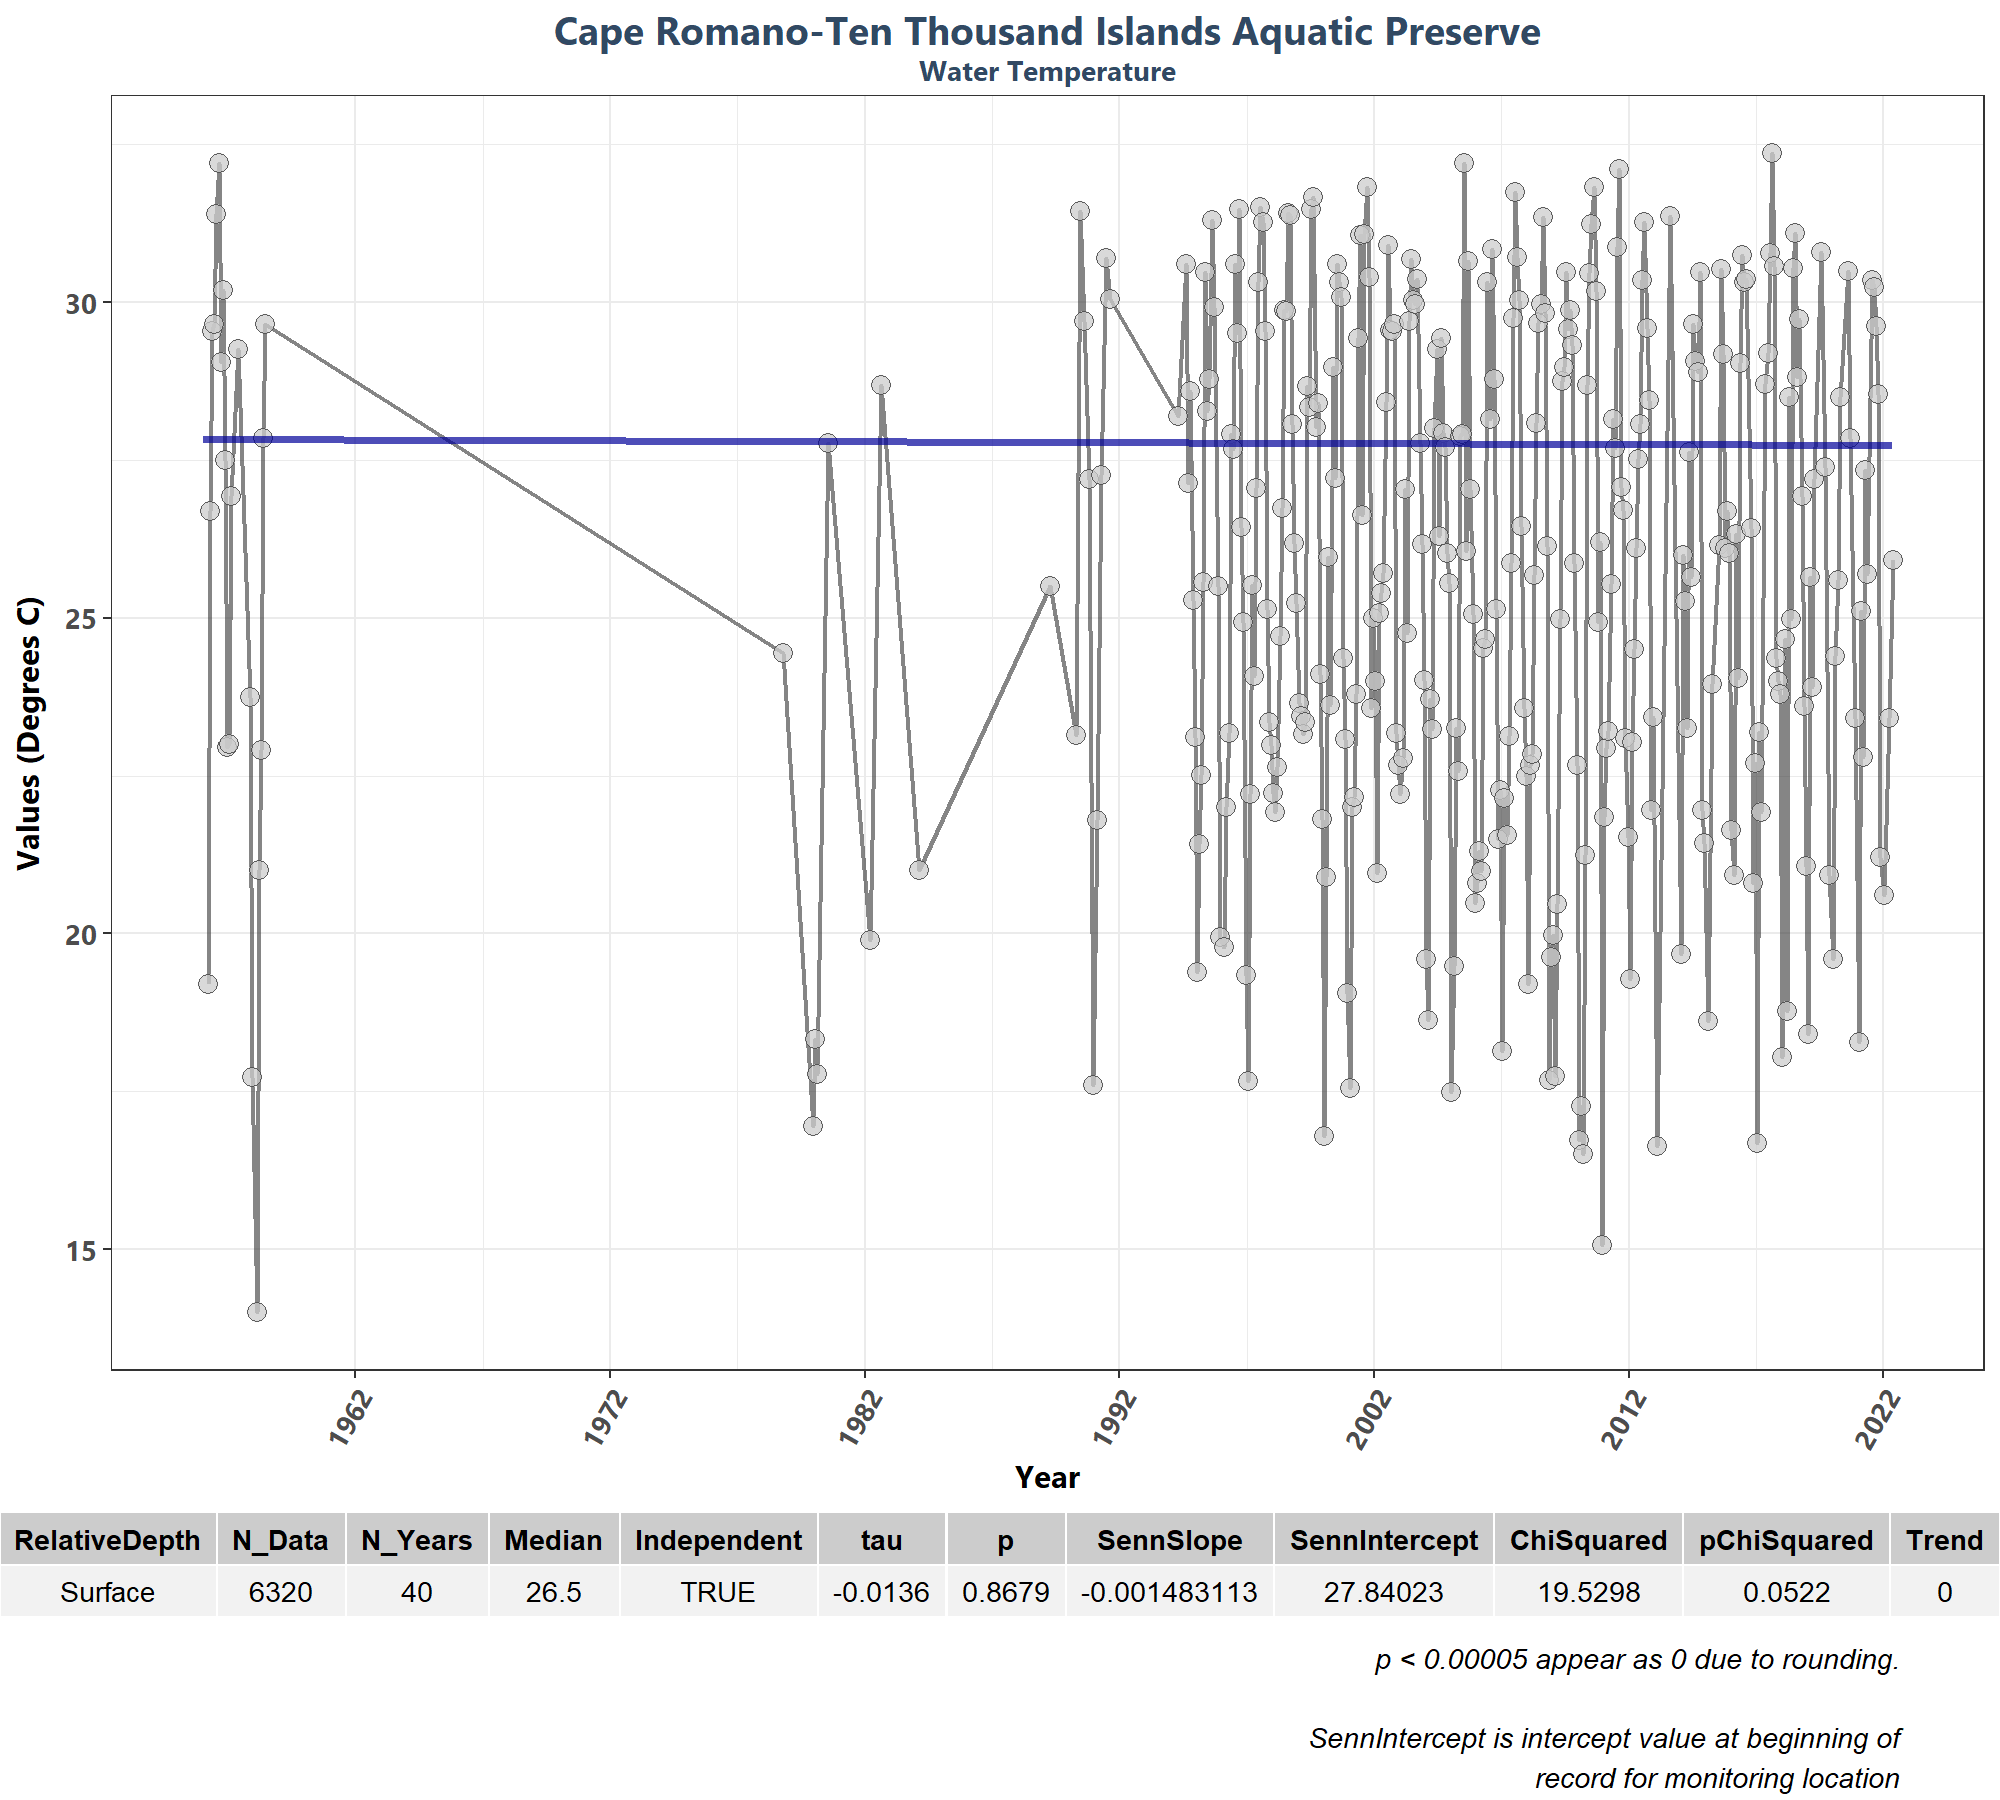 Cape Romano-Ten Thousand Islands Aquatic Preserve
Water Temperature
Values (Degrees C)
30
25
20
15
1962
1972
1982
1992
2002
2012
2022
Year
RelativeDepth N_Data N_Years Median Independent tau p SennSlope SennIntercept ChiSquared pChiSquared Trend
Surface 6320 40 26.5 TRUE -0.0136 0.8679 -0.001483113 27.84023 19.5298 0.0522 0
p < 0.00005 appear as 0 due to rounding.
SennIntercept is intercept value at beginning of
record for monitoring location